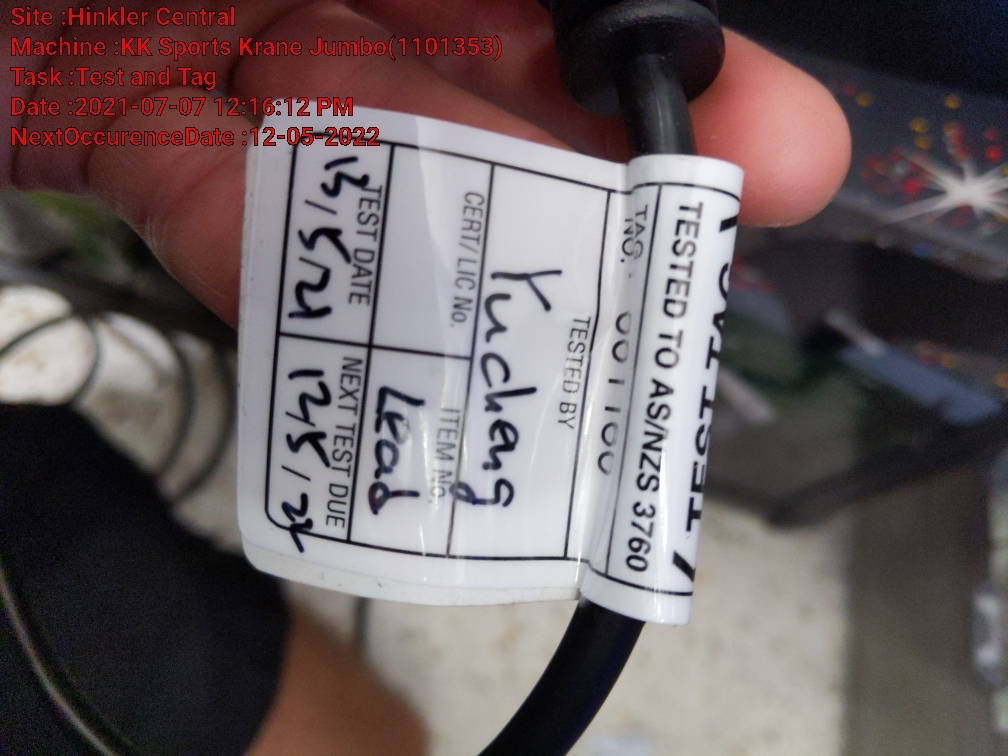 Site :Hinkler Central
Machine :KK Sports Krane Jumbo(1101353)
Task :Test and Tag
Date :2021-07-07 12:16:12 PM
NextOccurenceDate :12-05-2022
TESTED TO AS/NZS 3760
TAG NO.
TESTED BY
Yucheng
CERT/LIC No.
ITEM NO.
Lead
TEST DATE
NEXT TEST DUE
13/5/21
12/5/22